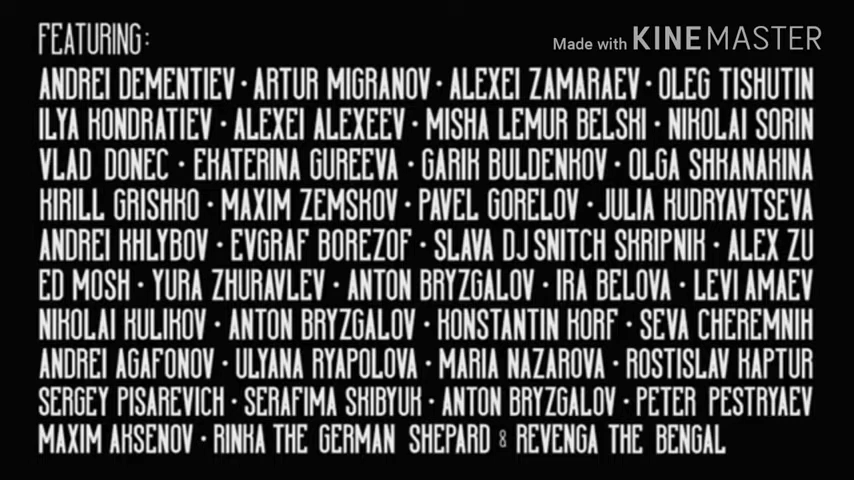 FEATURING:
Made with KINEMASTER
ANDREI DEMENTIEV · ARTUR MIGRANOV · ALEXEI ZAMARAEV · OLEG TISHUTIN
ILYA KONDRATIEV · ALEXEI ALEXEEV · MISHA LEMUR BELSKI · NIKOLAI SORIN
VLAD DONEC · EKATERINA GUREEVA · GARIK BULDENKOV · OLGA SHKANAKINA
KIRILL GRISHKO · MAXIM ZEMSKOV · PAVEL GORELOV · JULIA KUDRYAVTSEVA
ANDREI KHLYBOV · EVGRAF BOREZOF · SLAVA DJ SNITCH SKRIPNIK · ALEX ZU
ED MOSH · YURA ZHURAVLEV · ANTON BRYZGALOV · IRA BELOVA · LEVI AMAEV
NIKOLAI KULIKOV · ANTON BRYZGALOV · KONSTANTIN KORF · SEVA CHEREMNIH
ANDREI AGAFONOV · ULYANA RYAPOLOVA · MARIA NAZAROVA · ROSTISLAV KAPTUR
SERGEY PISAREVICH · SERAFIMA SKIBYUK · ANTON BRYZGALOV · PETER PESTRYAEV
MAXIM AKSENOV · RINKA THE GERMAN SHEPARD & REVENGA THE BENGAL